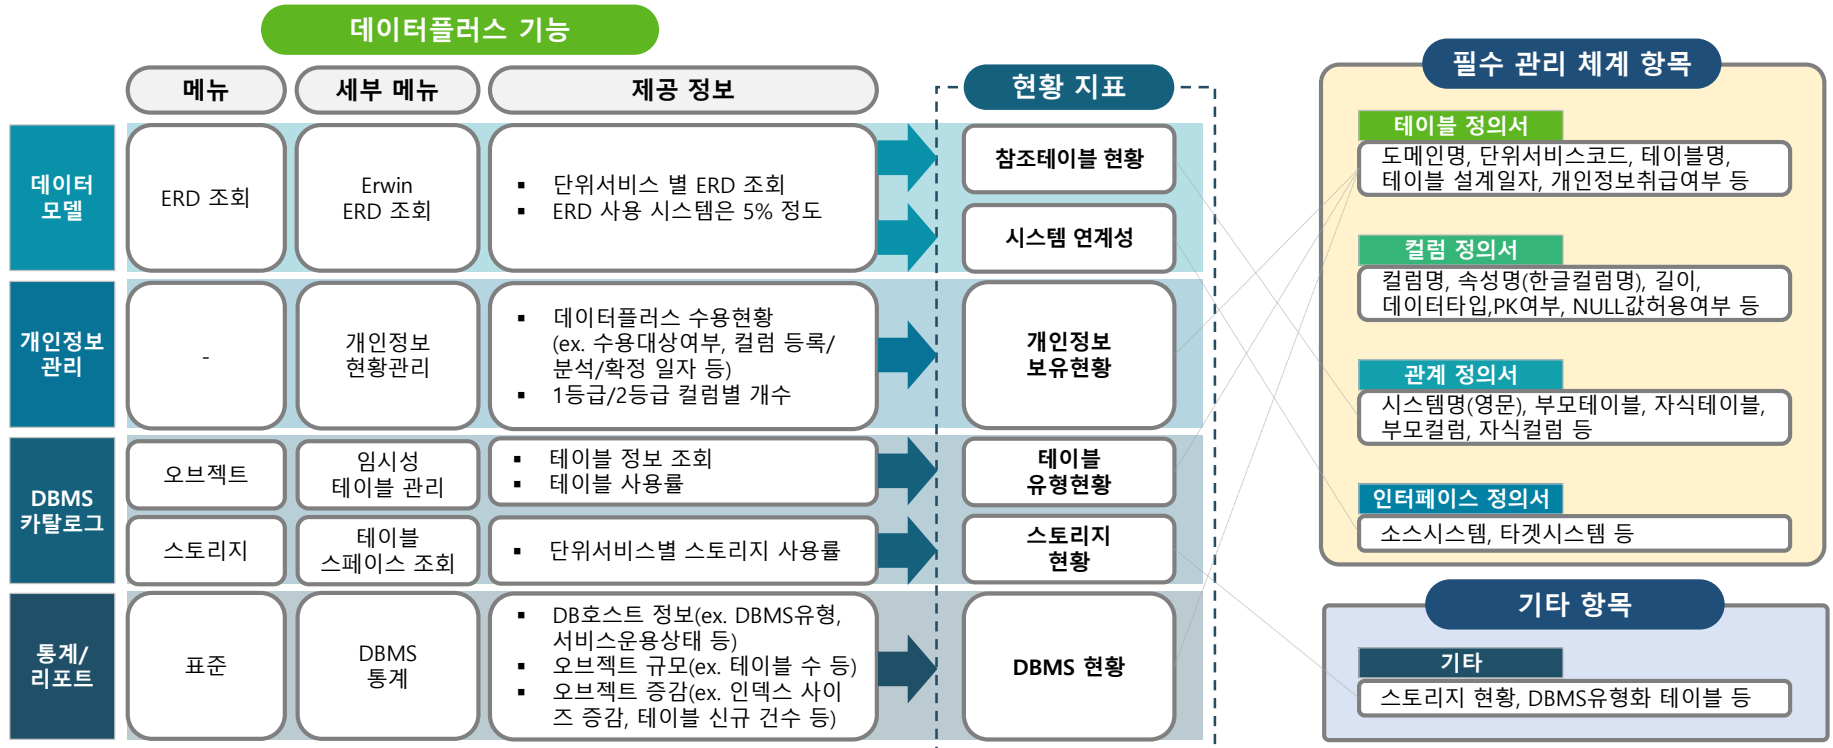 데이터플러스 기능
메뉴
세부 메뉴
제공 정보
현황 지표
데이터
모델
ERD 조회
Erwin
ERD 조회
▪ 단위서비스 별 ERD 조회
▪ ERD 사용 시스템은 5% 정도
참조테이블 현황
시스템 연계성
개인정보
관리
-
개인정보
현황관리
▪ 데이터플러스 수용현황
(ex. 수용대상여부, 컬럼 등록/
분석/확정 일자 등)
▪ 1등급/2등급 컬럼별 개수
개인정보
보유현황
DBMS
카탈로그
오브젝트
임시성
테이블 관리
▪ 테이블 정보 조회
▪ 테이블 사용률
테이블
유형현황
스토리지
테이블
스페이스 조회
▪ 단위서비스별 스토리지 사용률
스토리지
현황
통계/
리포트
표준
DBMS
통계
▪ DB호스트 정보(ex. DBMS유형,
서비스운용상태 등)
▪ 오브젝트 규모(ex. 테이블 수 등)
▪ 오브젝트 증감(ex. 인덱스 사이
즈 증감, 테이블 신규 건수 등)
DBMS 현황
필수 관리 체계 항목
테이블 정의서
도메인명, 단위서비스코드, 테이블명,
테이블 설계일자, 개인정보취급여부 등
컬럼 정의서
컬럼명, 속성명(한글컬럼명), 길이,
데이터타입,PK여부, NULL값허용여부 등
관계 정의서
시스템명(영문), 부모테이블, 자식테이블,
부모컬럼, 자식컬럼 등
인터페이스 정의서
소스시스템, 타겟시스템 등
기타 항목
기타
스토리지 현황, DBMS유형화 테이블 등